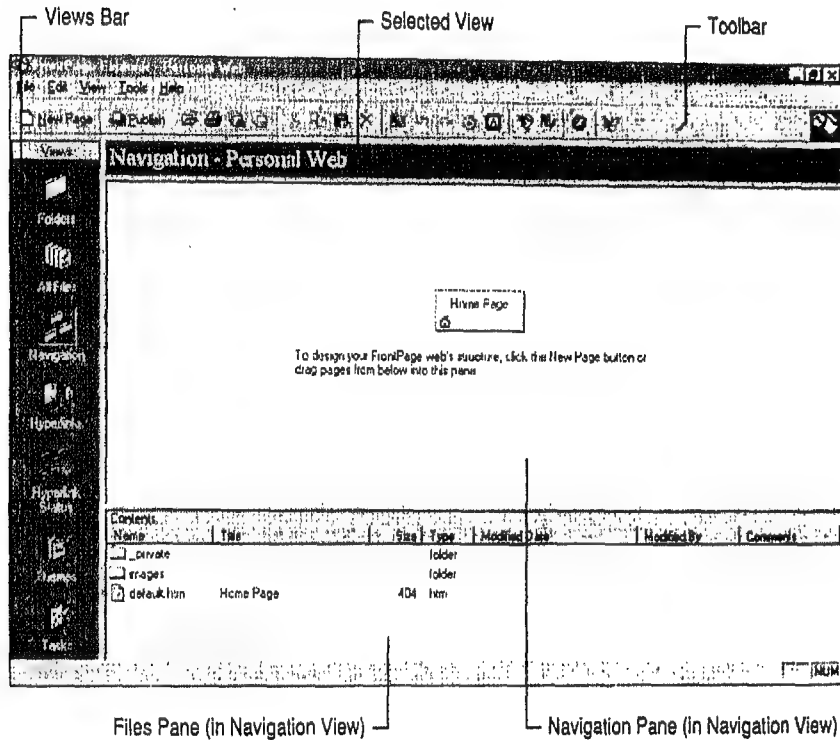 Views Bar
Selected View
Toolbar
File Edit View Tools Help
New Page Publish
Views
Navigation - Personal Web
Folders
All Files
Navigation
Hyperlinks
Hyperlink
Status
Themes
Tasks
Home Page
To design your FrontPage web's structure, click the New Page button or
drag pages from below into this pane
Contents
Name Title Size Type Modified Date Modified By Comments
_private folder
images folder
default.htm Home Page 404 htm
NUM
Files Pane (in Navigation View)
Navigation Pane (in Navigation View)